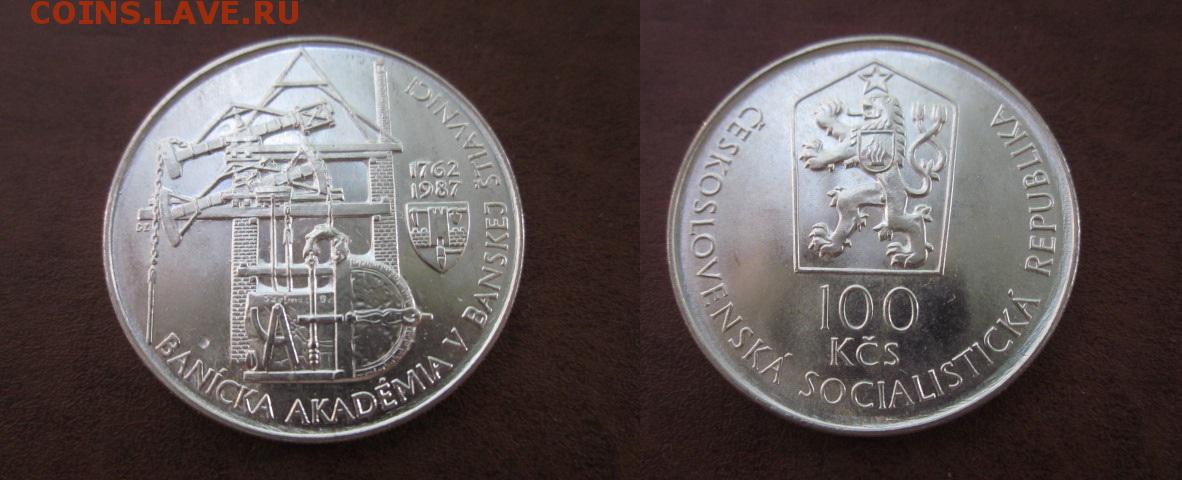 COINS.LAVE.RU
BANÍCKA AKADÉMIA V BANSKEJ ŠTIAVNICI
1762
1987
ČESKOSLOVENSKÁ SOCIALISTICKÁ REPUBLIKA
100
KČS